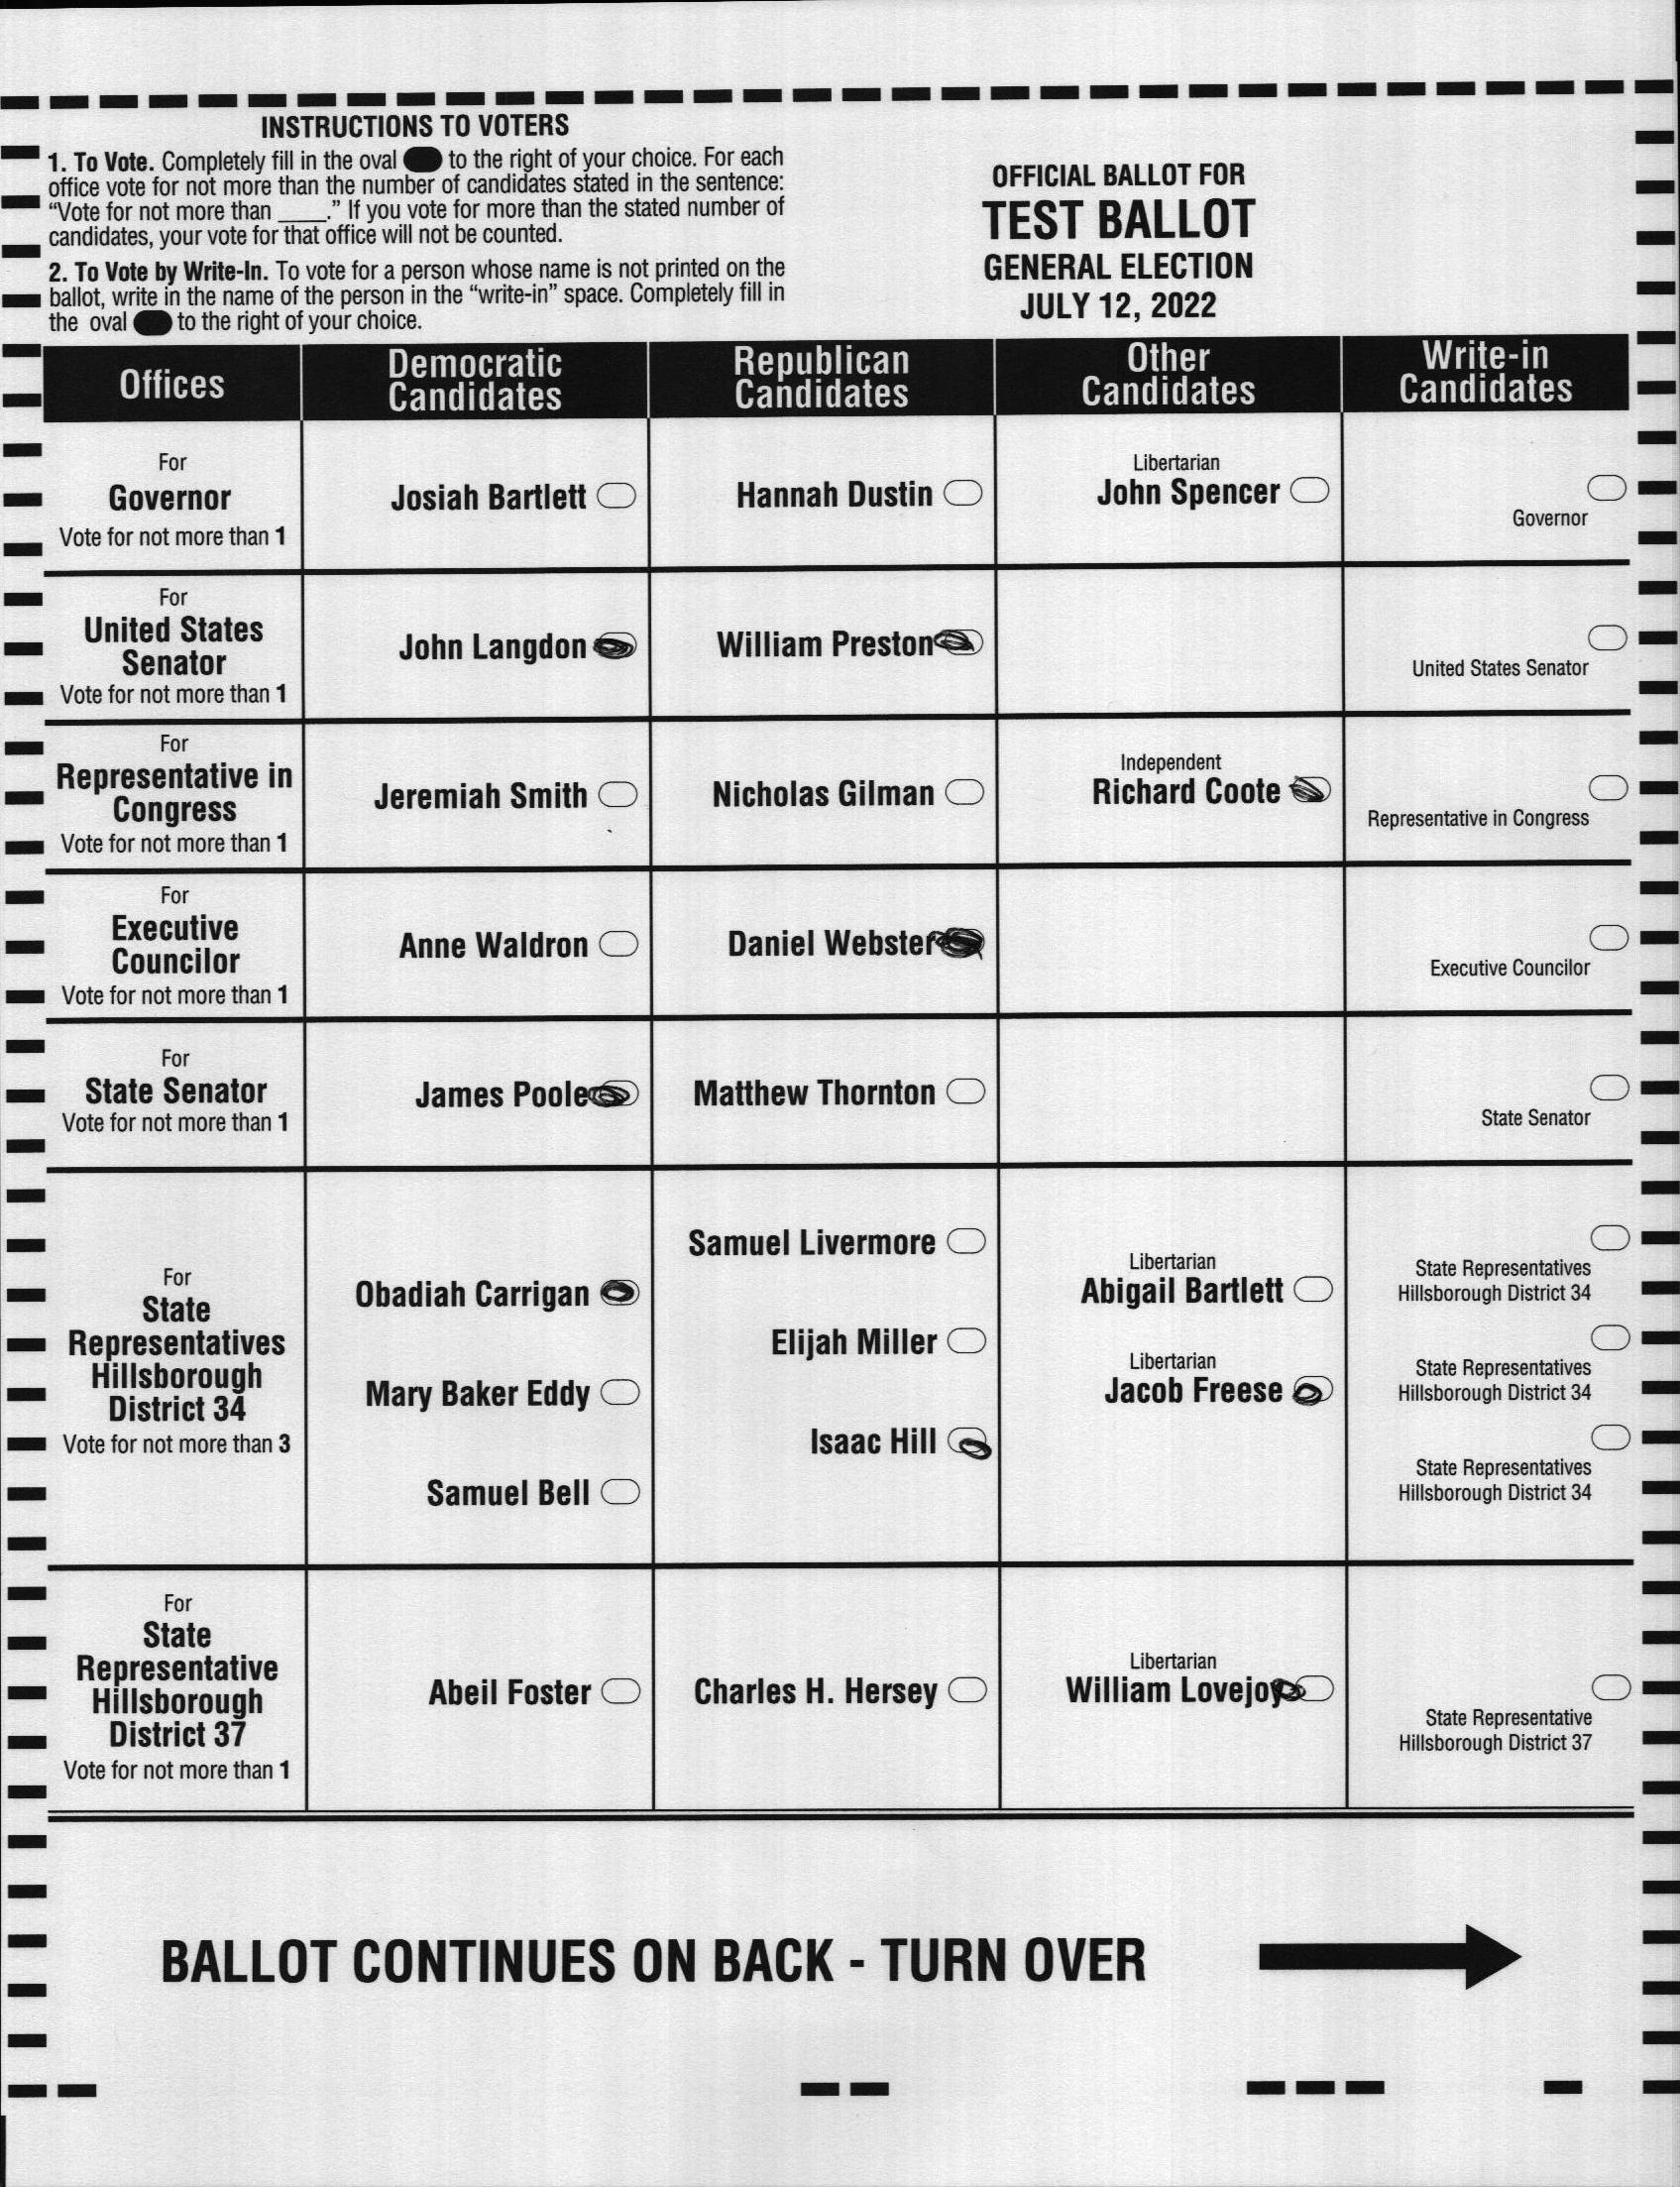 INSTRUCTIONS TO VOTERS
1. To Vote. Completely fill in the oval to the right of your choice. For each
office vote for not more than the number of candidates stated in the sentence:
“Vote for not more than ____.” If you vote for more than the stated number of
candidates, your vote for that office will not be counted.
2. To Vote by Write-In. To vote for a person whose name is not printed on the
ballot, write in the name of the person in the “write-in” space. Completely fill in
the oval to the right of your choice.
OFFICIAL BALLOT FOR
TEST BALLOT
GENERAL ELECTION
JULY 12, 2022
Offices
Democratic
Candidates
Republican
Candidates
Other
Candidates
Write-in
Candidates
For
Governor
Vote for not more than 1
Josiah Bartlett
Hannah Dustin
Libertarian
John Spencer
Governor
For
United States
Senator
Vote for not more than 1
John Langdon
William Preston
United States Senator
For
Representative in
Congress
Vote for not more than 1
Jeremiah Smith
Nicholas Gilman
Independent
Richard Coote
Representative in Congress
For
Executive
Councilor
Vote for not more than 1
Anne Waldron
Daniel Webster
Executive Councilor
For
State Senator
Vote for not more than 1
James Poole
Matthew Thornton
State Senator
For
State
Representatives
Hillsborough
District 34
Vote for not more than 3
Obadiah Carrigan
Mary Baker Eddy
Samuel Bell
Samuel Livermore
Elijah Miller
Isaac Hill
Libertarian
Abigail Bartlett
Libertarian
Jacob Freese
State Representatives
Hillsborough District 34
State Representatives
Hillsborough District 34
State Representatives
Hillsborough District 34
For
State
Representative
Hillsborough
District 37
Vote for not more than 1
Abeil Foster
Charles H. Hersey
Libertarian
William Lovejoy
State Representative
Hillsborough District 37
BALLOT CONTINUES ON BACK - TURN OVER